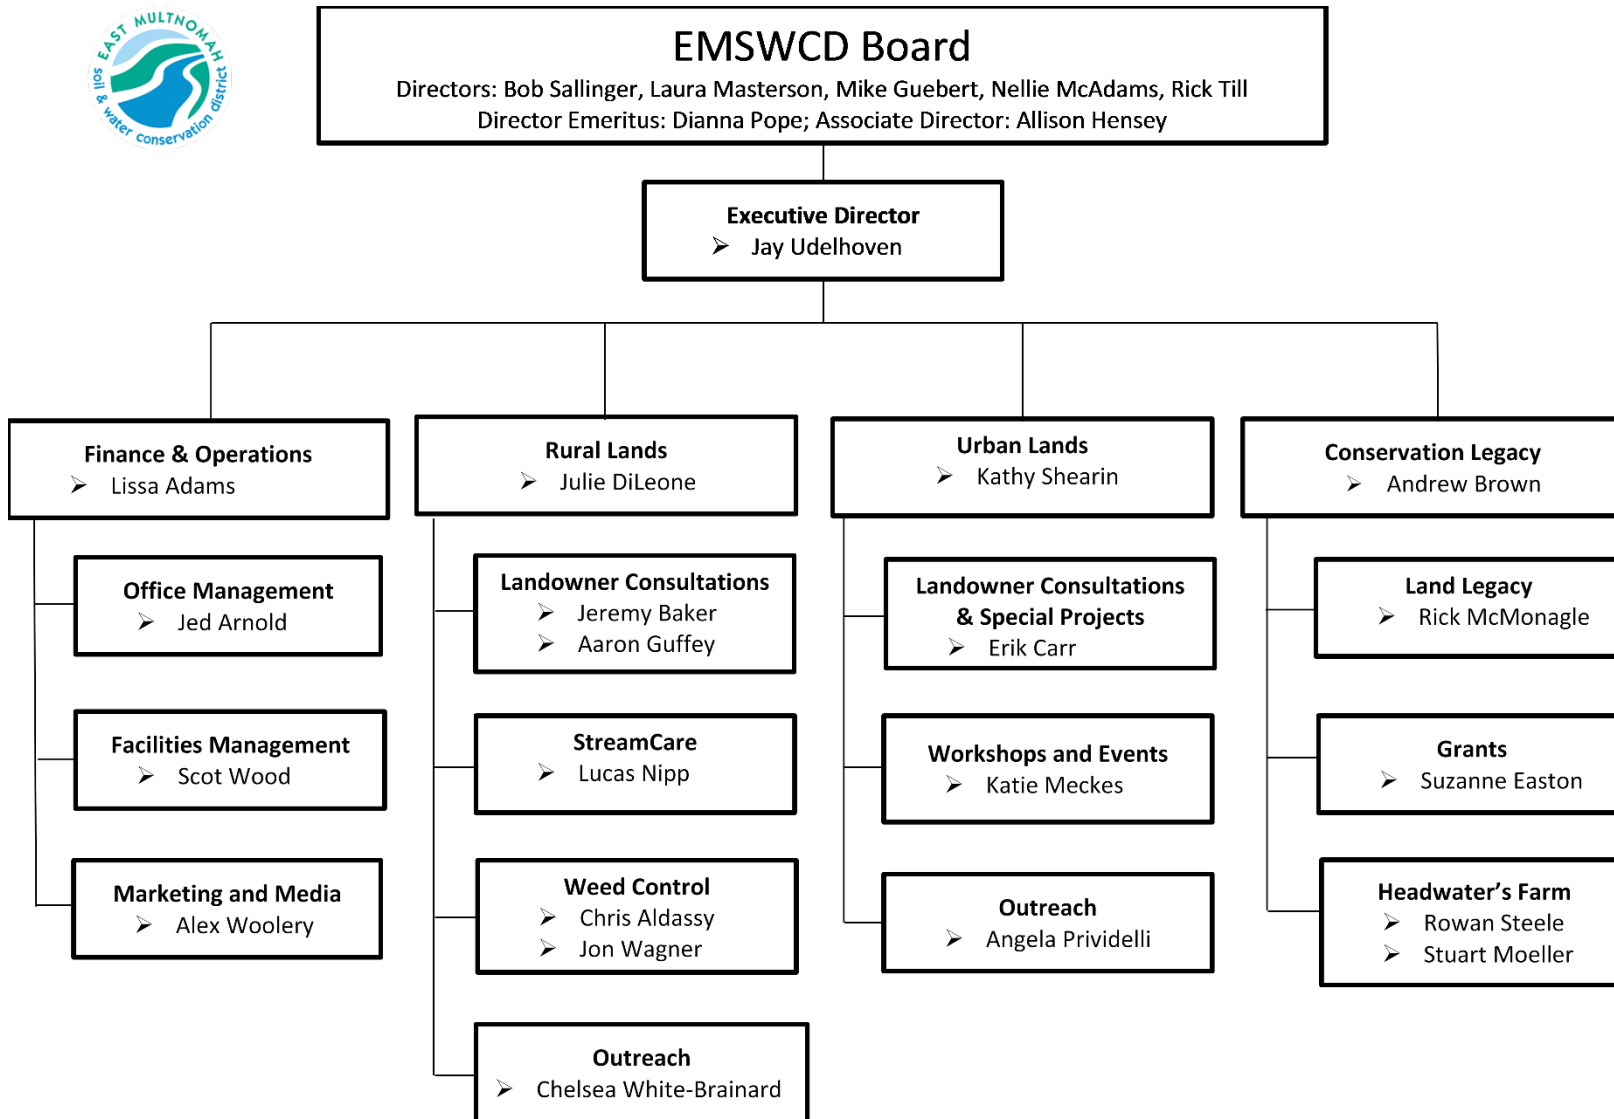 EAST MULTNOMAH
soil & water conservation district
EMSWCD Board
Directors: Bob Sallinger, Laura Masterson, Mike Guebert, Nellie McAdams, Rick Till
Director Emeritus: Dianna Pope; Associate Director: Allison Hensey
Executive Director
➢ Jay Udelhoven
Finance & Operations
➢ Lissa Adams
Office Management
➢ Jed Arnold
Facilities Management
➢ Scot Wood
Marketing and Media
➢ Alex Woolery
Rural Lands
➢ Julie DiLeone
Landowner Consultations
➢ Jeremy Baker
➢ Aaron Guffey
StreamCare
➢ Lucas Nipp
Weed Control
➢ Chris Aldassy
➢ Jon Wagner
Outreach
➢ Chelsea White-Brainard
Urban Lands
➢ Kathy Shearin
Landowner Consultations
& Special Projects
➢ Erik Carr
Workshops and Events
➢ Katie Meckes
Outreach
➢ Angela Prividelli
Conservation Legacy
➢ Andrew Brown
Land Legacy
➢ Rick McMonagle
Grants
➢ Suzanne Easton
Headwater's Farm
➢ Rowan Steele
➢ Stuart Moeller